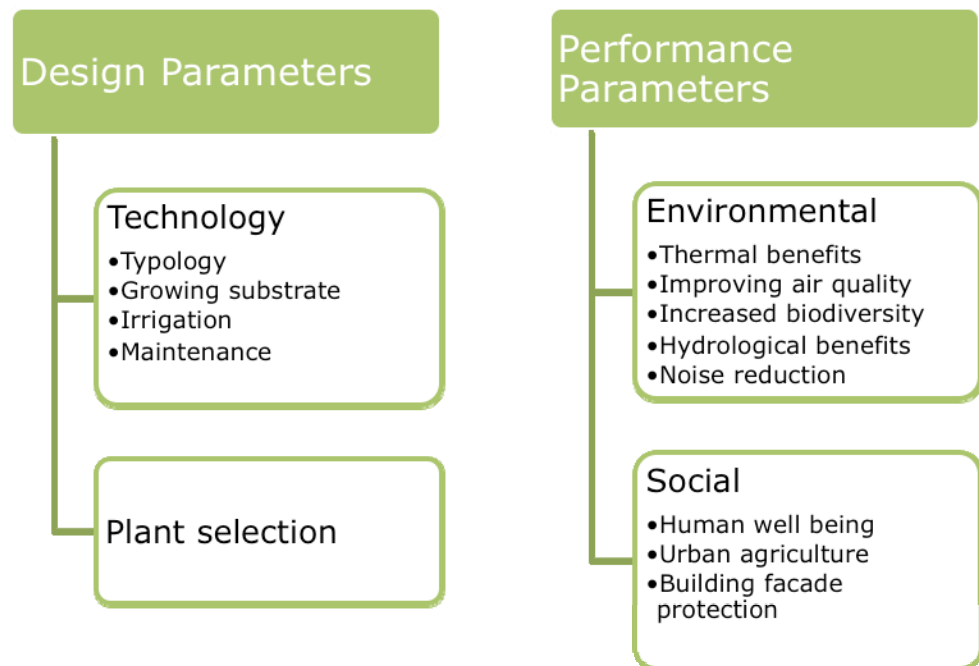 Design Parameters
Technology
•Typology
•Growing substrate
•Irrigation
•Maintenance
Plant selection
Performance
Parameters
Environmental
•Thermal benefits
•Improving air quality
•Increased biodiversity
•Hydrological benefits
•Noise reduction
Social
•Human well being
•Urban agriculture
•Building facade
protection